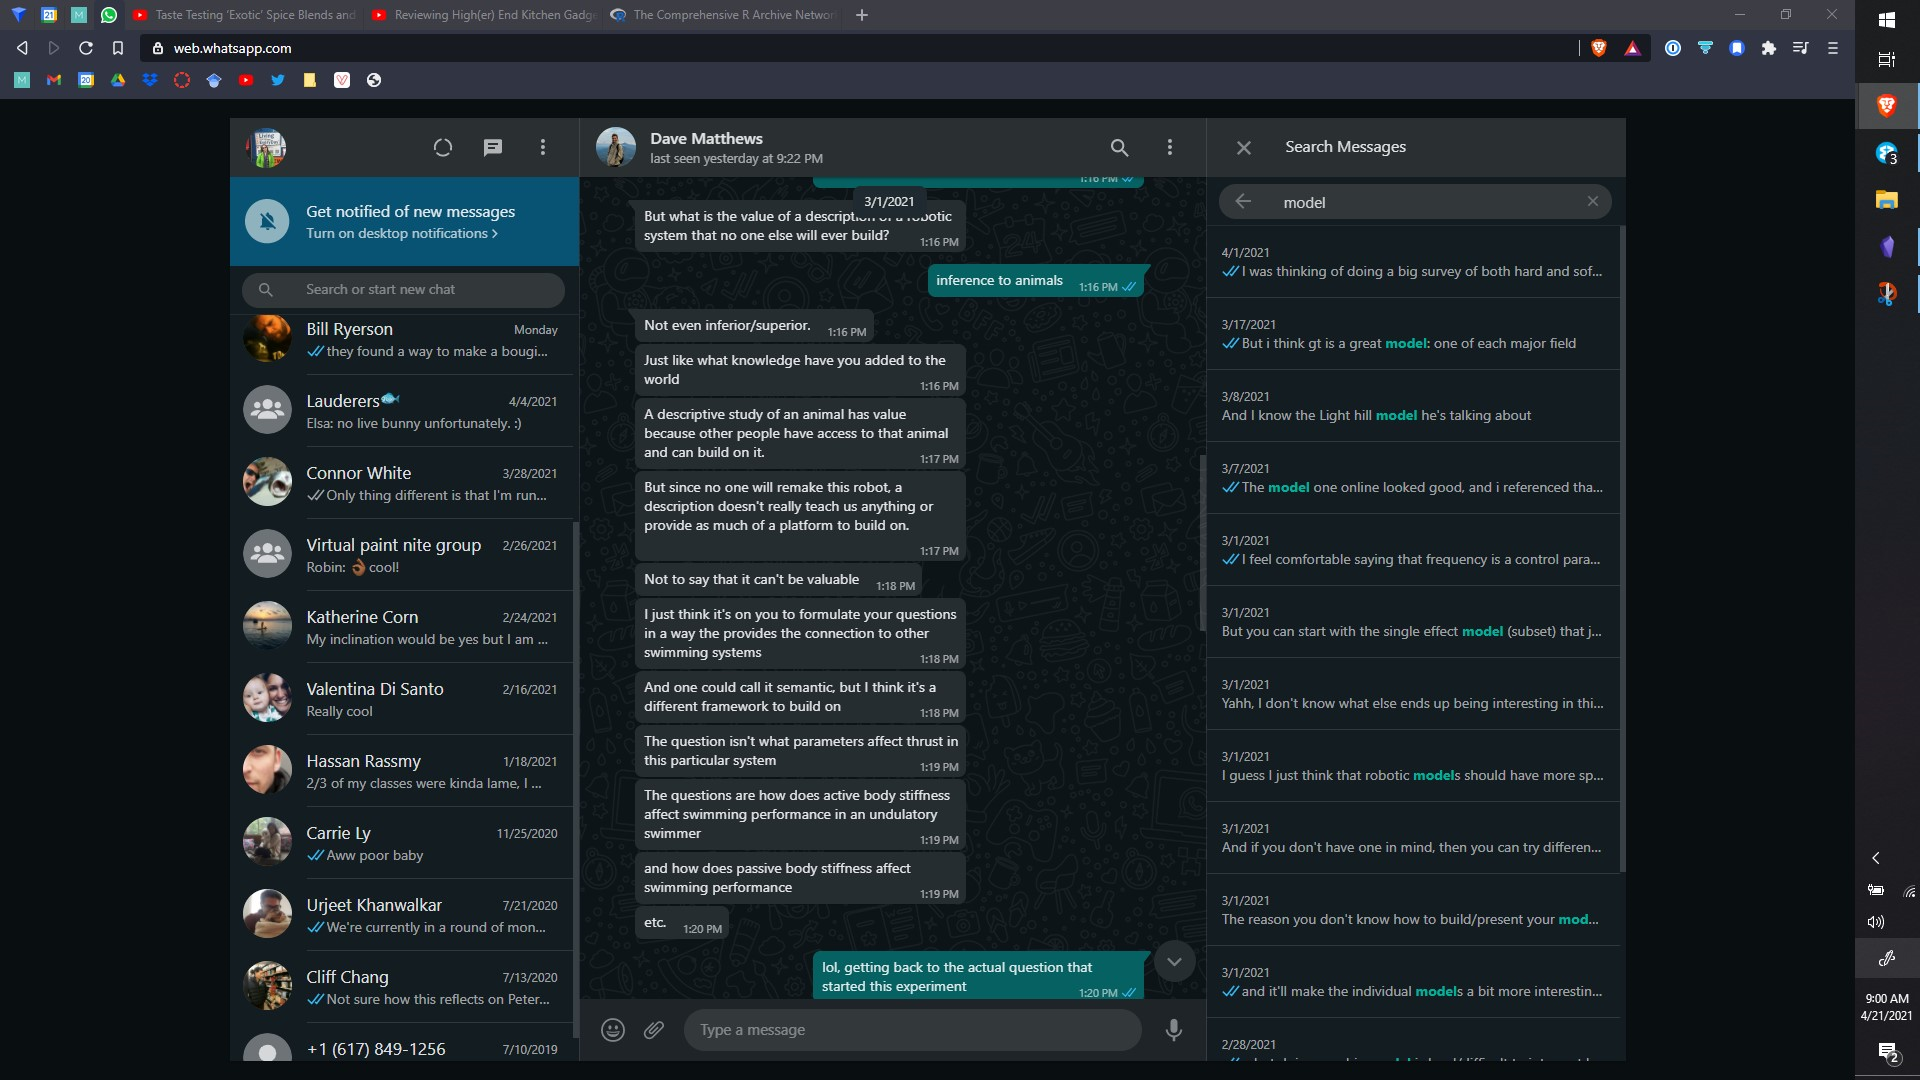 20
M
Taste Testing 'Exotic' Spice Blends and
Reviewing High(er) End Kitchen Gadge
The Comprehensive R Archive Networ
web.whatsapp.com
M
20
Get notified of new messages
Turn on desktop notifications >
Search or start new chat
Bill Ryerson
Monday
they found a way to make a bougi...
Lauderers🐟
4/4/2021
Elsa: no live bunny unfortunately. :)
Connor White
3/28/2021
Only thing different is that I'm run...
Virtual paint nite group
2/26/2021
Robin: 👌🏾cool!
Katherine Corn
2/24/2021
My inclination would be yes but I am ...
Valentina Di Santo
2/16/2021
Really cool
Hassan Rassmy
1/18/2021
2/3 of my classes were kinda lame, I ...
Carrie Ly
11/25/2020
Aww poor baby
Urjeet Khanwalkar
7/21/2020
We're currently in a round of mon...
Cliff Chang
7/13/2020
Not sure how this reflects on Peter...
+1 (617) 849-1256
7/10/2019
Dave Matthews
last seen yesterday at 9:22 PM
1:16 PM
3/1/2021
But what is the value of a description of a robotic
system that no one else will ever build?
1:16 PM
inference to animals
1:16 PM
Not even inferior/superior.
1:16 PM
Just like what knowledge have you added to the
world
1:16 PM
A descriptive study of an animal has value
because other people have access to that animal
and can build on it.
1:17 PM
But since no one will remake this robot, a
description doesn't really teach us anything or
provide as much of a platform to build on.
1:17 PM
Not to say that it can't be valuable
1:18 PM
I just think it's on you to formulate your questions
in a way the provides the connection to other
swimming systems
1:18 PM
And one could call it semantic, but I think it's a
different framework to build on
1:18 PM
The question isn't what parameters affect thrust in
this particular system
1:19 PM
The questions are how does active body stiffness
affect swimming performance in an undulatory
swimmer
1:19 PM
and how does passive body stiffness affect
swimming performance
1:19 PM
etc.
1:20 PM
lol, getting back to the actual question that
started this experiment
1:20 PM
Type a message
Search Messages
model
4/1/2021
I was thinking of doing a big survey of both hard and sof...
3/17/2021
But i think gt is a great model: one of each major field
3/8/2021
And I know the Light hill model he's talking about
3/7/2021
The model one online looked good, and i referenced tha...
3/1/2021
I feel comfortable saying that frequency is a control para...
3/1/2021
But you can start with the single effect model (subset) that j...
3/1/2021
Yahh, I don't know what else ends up being interesting in thi...
3/1/2021
I guess I just think that robotic models should have more sp...
3/1/2021
And if you don't have one in mind, then you can try differen...
3/1/2021
The reason you don't know how to build/present your mod...
3/1/2021
and it'll make the individual models a bit more interestin...
2/28/2021
3
9:00 AM
4/21/2021
2